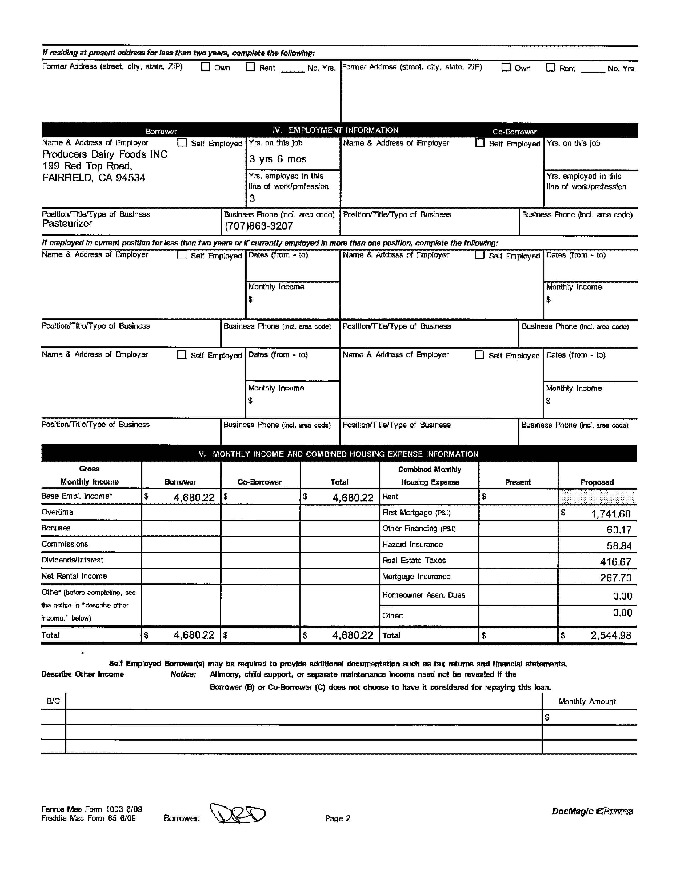 If residing at present address for less than two years, complete the following:
Former Address (street, city, state, ZIP) Own Rent No. Yrs. Former Address (street, city, state, ZIP) Own Rent No. Yrs.
Borrower IV. EMPLOYMENT INFORMATION Co-Borrower
Name & Address of Employer Self Employed Yrs. on this job Name & Address of Employer Self Employed Yrs. on this job
Producers Dairy Foods INC
199 Red Top Road, 3 yrs 6 mos
FAIRFIELD, CA 94534 Yrs. employed in this Yrs. employed in this
line of work/profession line of work/profession
3
Position/Title/Type of Business Business Phone (incl. area code) Position/Title/Type of Business Business Phone (incl. area code)
Pasteurizor (707)863-3207
If employed in current position for less than two years or if currently employed in more than one position, complete the following:
Name & Address of Employer Self Employed Dates (from - to) Name & Address of Employer Self Employed Dates (from - to)
Monthly Income Monthly Income
$ $
Position/Title/Type of Business Business Phone (incl. area code) Position/Title/Type of Business Business Phone (incl. area code)
Name & Address of Employer Self Employed Dates (from - to) Name & Address of Employer Self Employed Dates (from - to)
Monthly Income Monthly Income
$ $
Position/Title/Type of Business Business Phone (incl. area code) Position/Title/Type of Business Business Phone (incl. area code)
V. MONTHLY INCOME AND COMBINED HOUSING EXPENSE INFORMATION
Gross Combined Monthly
Monthly Income Borrower Co-Borrower Total Housing Expense Present Proposed
Base Empl. Income* $ 4,680.22 $ $ 4,680.22 Rent $
Overtime First Mortgage (P&I) $ 1,741.60
Bonuses Other Financing (P&I) 60.17
Commissions Hazard Insurance 58.84
Dividends/Interest Real Estate Taxes 416.67
Net Rental Income Mortgage Insurance 267.70
Other (before completing, see Homeowner Assn. Dues 0.00
the notice in "describe other
income," below) Other: 0.00
Total $ 4,680.22 $ $ 4,680.22 Total $ $ 2,544.98
Self Employed Borrower(s) may be required to provide additional documentation such as tax returns and financial statements.
Describe Other Income Notice: Alimony, child support, or separate maintenance income need not be revealed if the
Borrower (B) or Co-Borrower (C) does not choose to have it considered for repaying this loan.
B/C Monthly Amount
$
Fannie Mae Form 1003 6/09
Freddie Mac Form 65 6/09 Borrower: Page 2
DocMagic